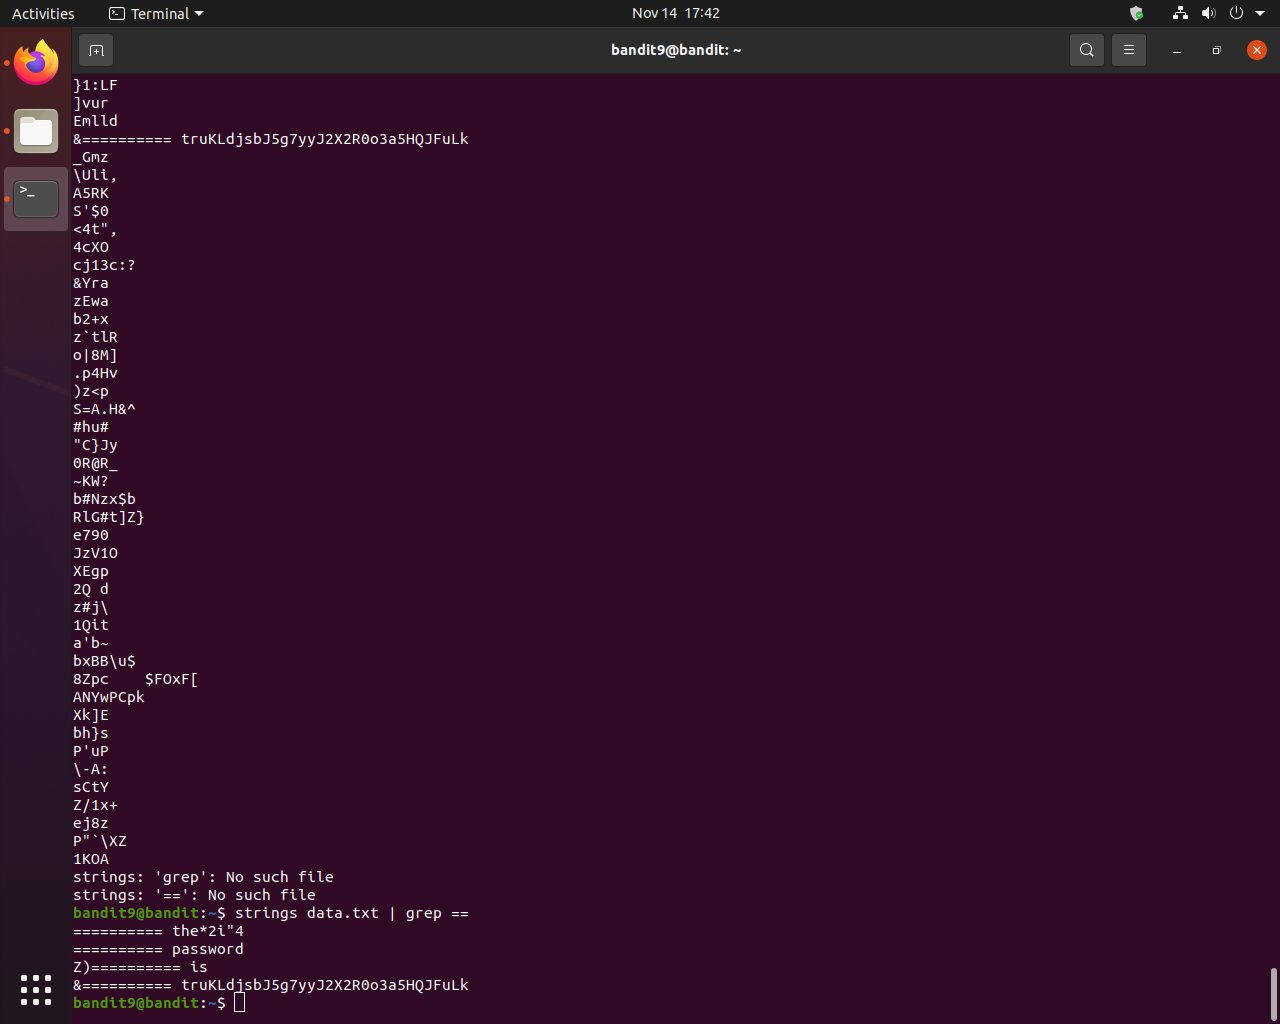 Activities
Terminal
Nov 14 17:42
bandit9@bandit: ~
}1:LF
]vur
Emlld
&========== truKLdjsbJ5g7yyJ2X2R0o3a5HQJFuLk
_Gmz
\Uli,
A5RK
S'$0
<4t",
4cXO
cj13c:?
&Yra
zEwa
b2+x
z`tlR
o|8M]
.p4Hv
)z<p
S=A.H&^
#hu#
"C}Jy
0R@R_
~KW?
b#Nzx$b
RlG#t]Z}
e790
JzV1O
XEgp
2Q d
z#j\
1Qit
a'b~
bxBB\u$
8Zpc    $FOxF[
ANYwPCpk
Xk]E
bh}s
P'uP
\-A:
sCtY
Z/1x+
ej8z
P"`\XZ
1KOA
strings: 'grep': No such file
strings: '==': No such file
bandit9@bandit:~$ strings data.txt | grep ==
========== the*2i"4
========== password
Z)========== is
&========== truKLdjsbJ5g7yyJ2X2R0o3a5HQJFuLk
bandit9@bandit:~$